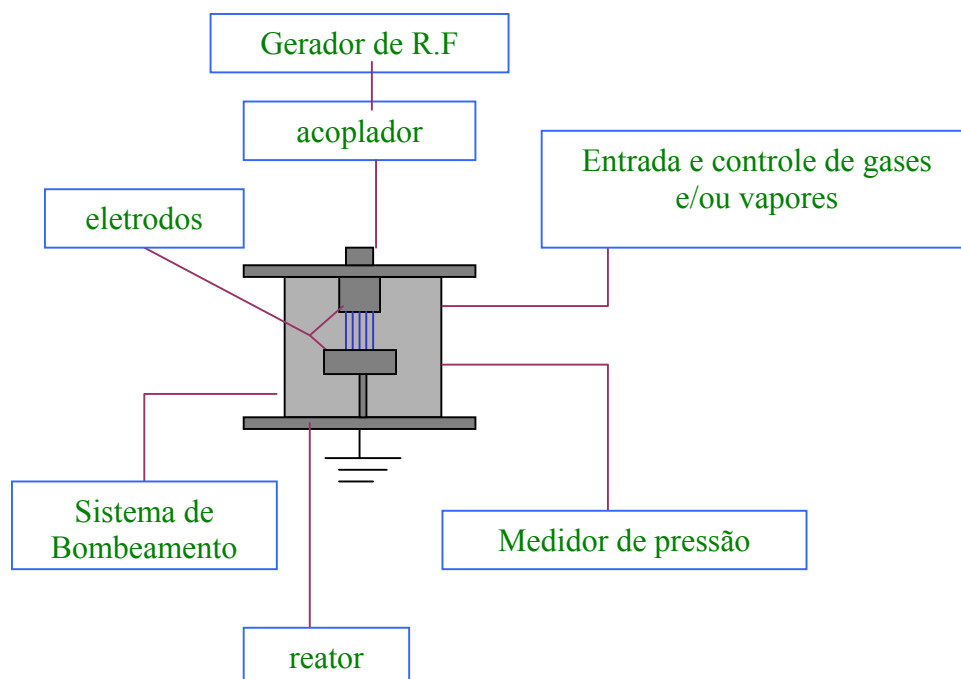 Gerador de R.F
acoplador
Entrada e controle de gases
e/ou vapores
eletrodos
Sistema de
Bombeamento
Medidor de pressão
reator